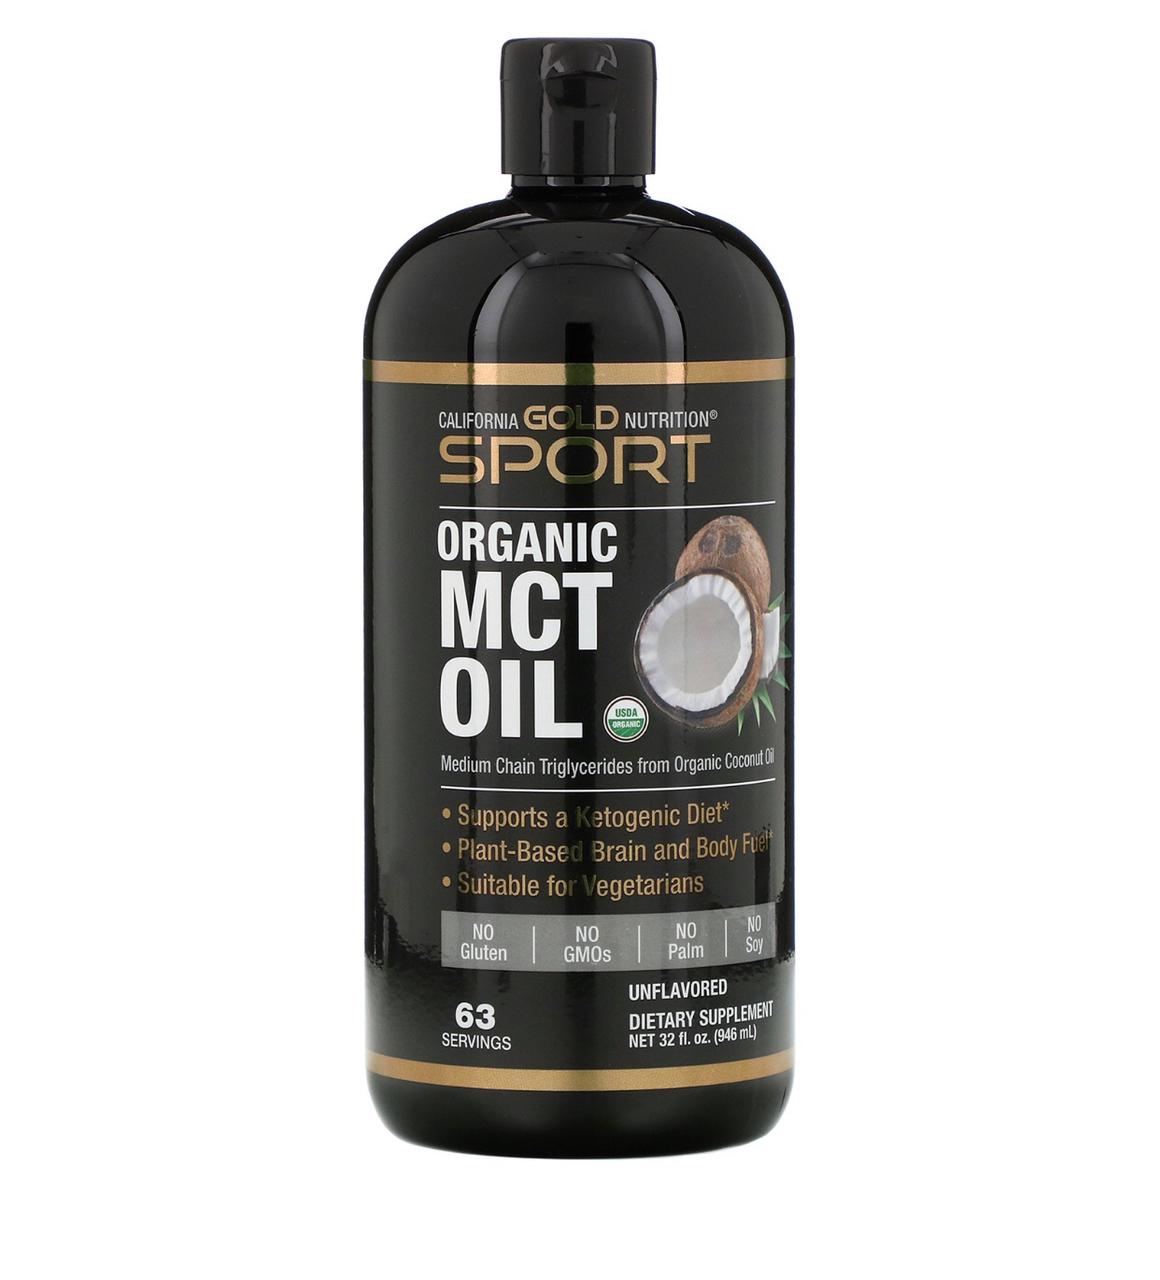 CALIFORNIA GOLD NUTRITION®
SPORT
ORGANIC
MCT
OIL
USDA
ORGANIC
Medium Chain Triglycerides from Organic Coconut Oil
• Supports a Ketogenic Diet*
• Plant-Based Brain and Body Fuel*
• Suitable for Vegetarians
NO Gluten | NO GMOs | NO Palm | NO Soy
UNFLAVORED
63
SERVINGS
DIETARY SUPPLEMENT
NET 32 fl. oz. (946 mL)